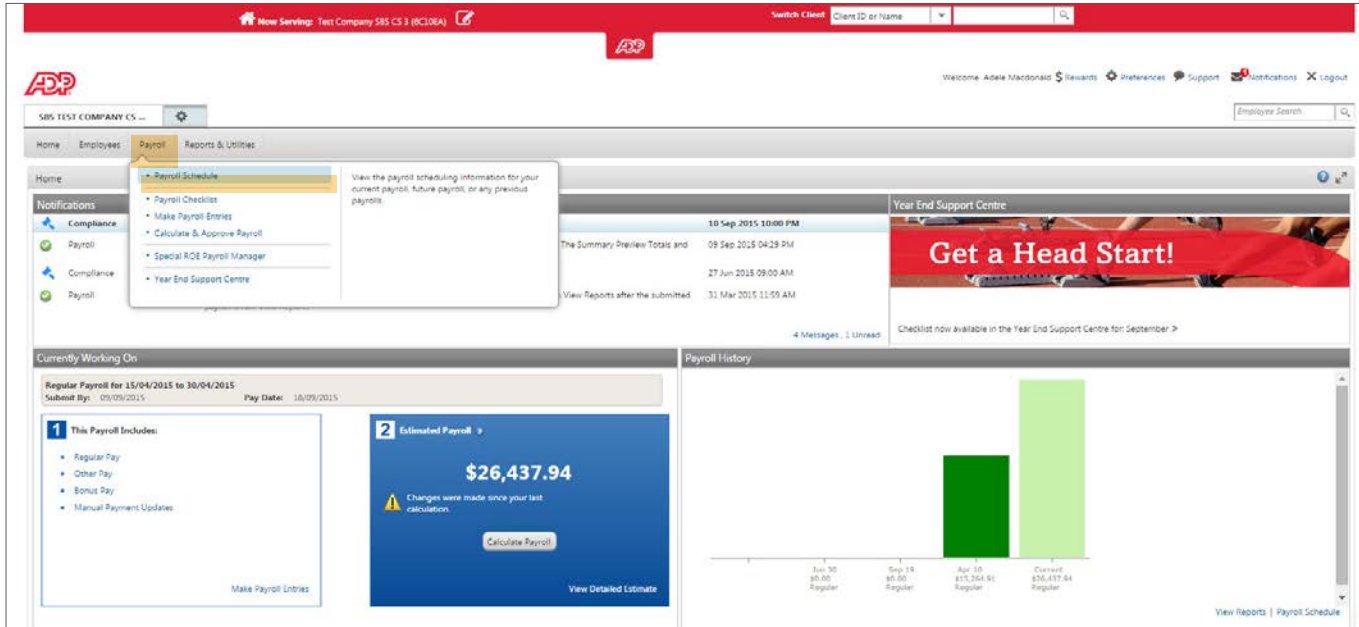 Now Serving: Test Company SBS CS 3 (6C10EA)
Switch Client Client ID or Name
ADP
ADP
Welcome Adele Macdonald $ Rewards Preferences Support Notifications X Logout
SBS TEST COMPANY CS ...
Employee Search
Home Employees Payroll Reports & Utilities
Home
• Payroll Schedule
• Payroll Checklist
• Make Payroll Entries
• Calculate & Approve Payroll
• Special ROE Payroll Manager
• Year End Support Centre
View the payroll scheduling information for your
current payroll, future payroll, or any previous
payrolls.
Notifications
Compliance 10 Sep 2015 10:00 PM
Payroll The Summary Preview Totals and 09 Sep 2015 04:29 PM
Compliance 27 Jun 2015 09:00 AM
Payroll View Reports after the submitted 31 Mar 2015 11:59 AM
4 Messages , 1 Unread
Year End Support Centre
Get a Head Start!
Checklist now available in the Year End Support Centre for: September >
Currently Working On
Regular Payroll for 15/04/2015 to 30/04/2015
Submit By: 09/09/2015 Pay Date: 18/09/2015
1 This Payroll Includes:
• Regular Pay
• Other Pay
• Bonus Pay
• Manual Payment Updates
Make Payroll Entries
2 Estimated Payroll
$26,437.94
Changes were made since your last
calculation.
Calculate Payroll
View Detailed Estimate
Payroll History
Jun 30 Sep 19 Apr 10 Current
$0.00 $0.00 $15,264.91 $26,437.94
Regular Regular Regular Regular
View Reports | Payroll Schedule